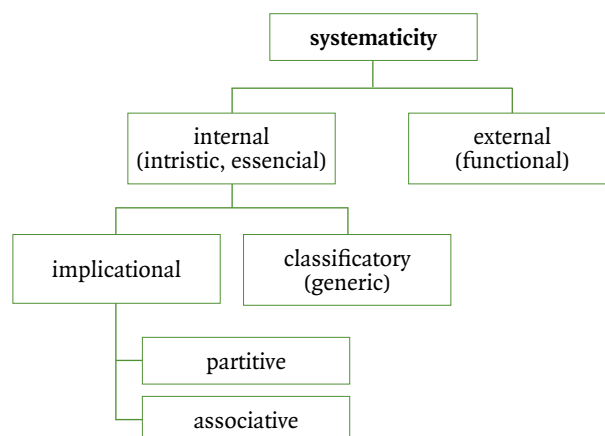 systematicity
internal
(intristic, essencial)
external
(functional)
implicational
classificatory
(generic)
partitive
associative